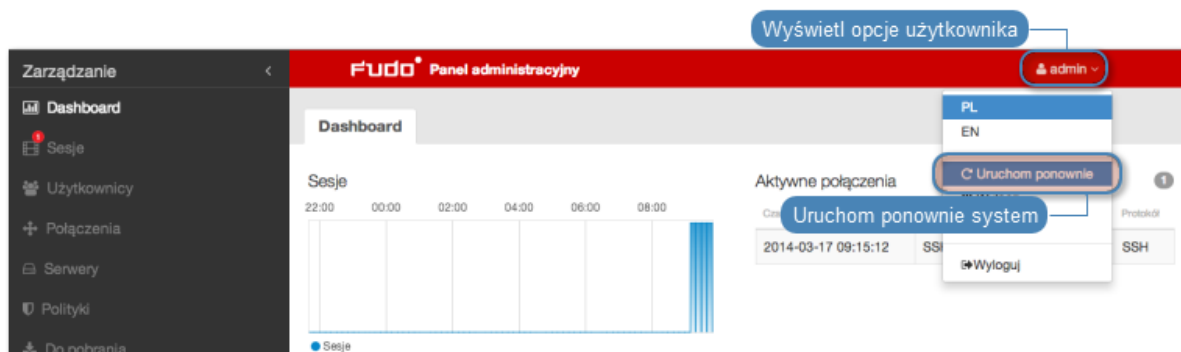 Wyświetl opcje użytkownika
Zarządzanie
FUDO Panel administracyjny
admin
Dashboard
Dashboard
PL
EN
1
Sesje
Uruchom ponownie
Użytkownicy
Sesje
Aktywne połączenia
1
22:00 00:00 02:00 04:00 06:00 08:00
Uruchom ponownie system
Protokół
Połączenia
2014-03-17 09:15:12
SSH
Serwery
Wyloguj
Polityki
Do pobrania
Sesje